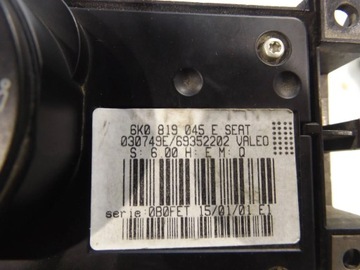 6K0 819 045 E SEAT
030749E/69352202 VALEO
S: 6.00 H: E M: Q
serie:0B0FET 15/01/01 E1